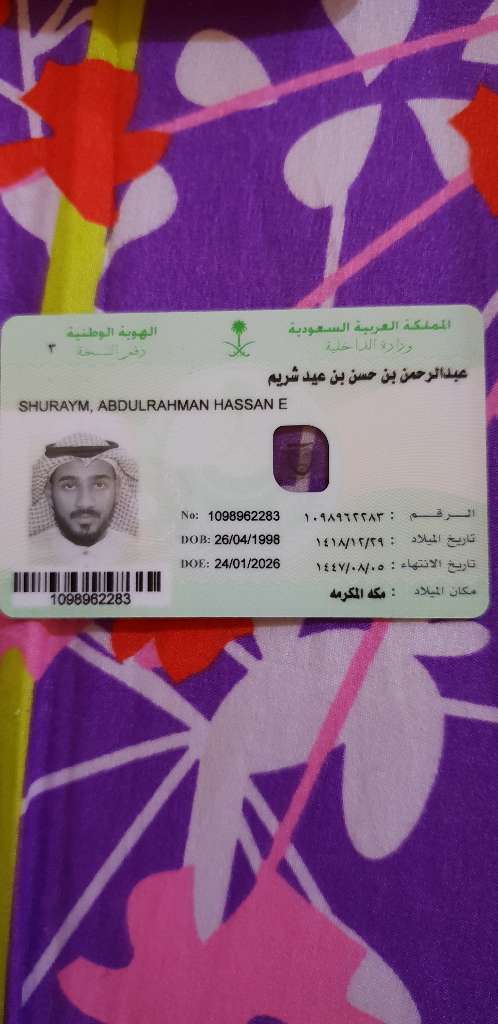 المملكة العربية السعودية
وزارة الداخلية
الهوية الوطنية
رقم النسخة ٣
عبدالرحمن بن حسن بن عيد شريم
SHURAYM, ABDULRAHMAN HASSAN E
الرقم : ١٠٩٨٩٦٢٢٨٣ No: 1098962283
تاريخ الميلاد : ١٤١٨/١٢/٢٩ DOB: 26/04/1998
تاريخ الانتهاء : ١٤٤٧/٠٨/٠٥ DOE: 24/01/2026
مكان الميلاد : مكه المكرمه
1098962283